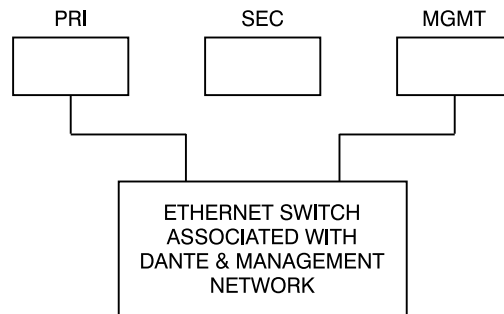 PRI
SEC
MGMT
ETHERNET SWITCH
ASSOCIATED WITH
DANTE & MANAGEMENT
NETWORK